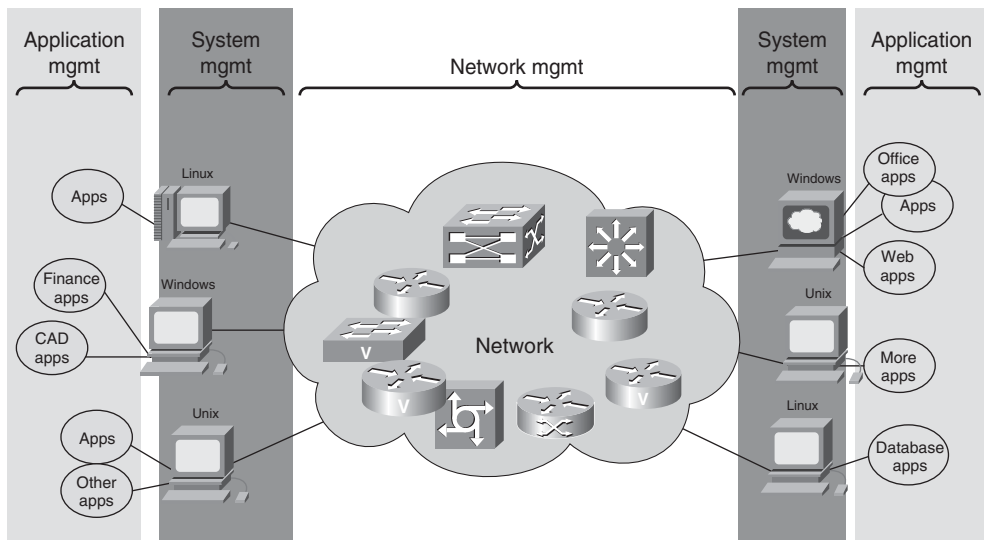 Application
mgmt
System
mgmt
Network mgmt
System
mgmt
Application
mgmt
Linux
Apps
Windows
Finance
apps
CAD
apps
Unix
Apps
Other
apps
Network
V
V
V
Windows
Office
apps
Apps
Web
apps
Unix
More
apps
Linux
Database
apps